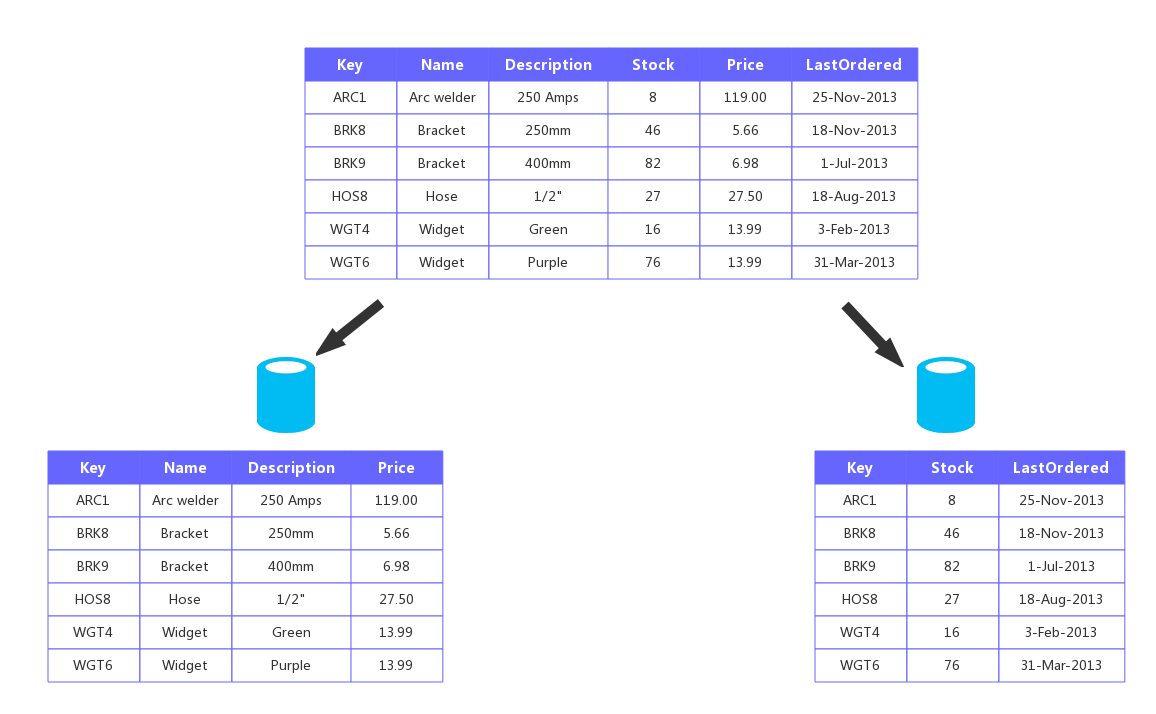 Key Name Description Stock Price LastOrdered
ARC1 Arc welder 250 Amps 8 119.00 25-Nov-2013
BRK8 Bracket 250mm 46 5.66 18-Nov-2013
BRK9 Bracket 400mm 82 6.98 1-Jul-2013
HOS8 Hose 1/2" 27 27.50 18-Aug-2013
WGT4 Widget Green 16 13.99 3-Feb-2013
WGT6 Widget Purple 76 13.99 31-Mar-2013
Key Name Description Price
ARC1 Arc welder 250 Amps 119.00
BRK8 Bracket 250mm 5.66
BRK9 Bracket 400mm 6.98
HOS8 Hose 1/2" 27.50
WGT4 Widget Green 13.99
WGT6 Widget Purple 13.99
Key Stock LastOrdered
ARC1 8 25-Nov-2013
BRK8 46 18-Nov-2013
BRK9 82 1-Jul-2013
HOS8 27 18-Aug-2013
WGT4 16 3-Feb-2013
WGT6 76 31-Mar-2013